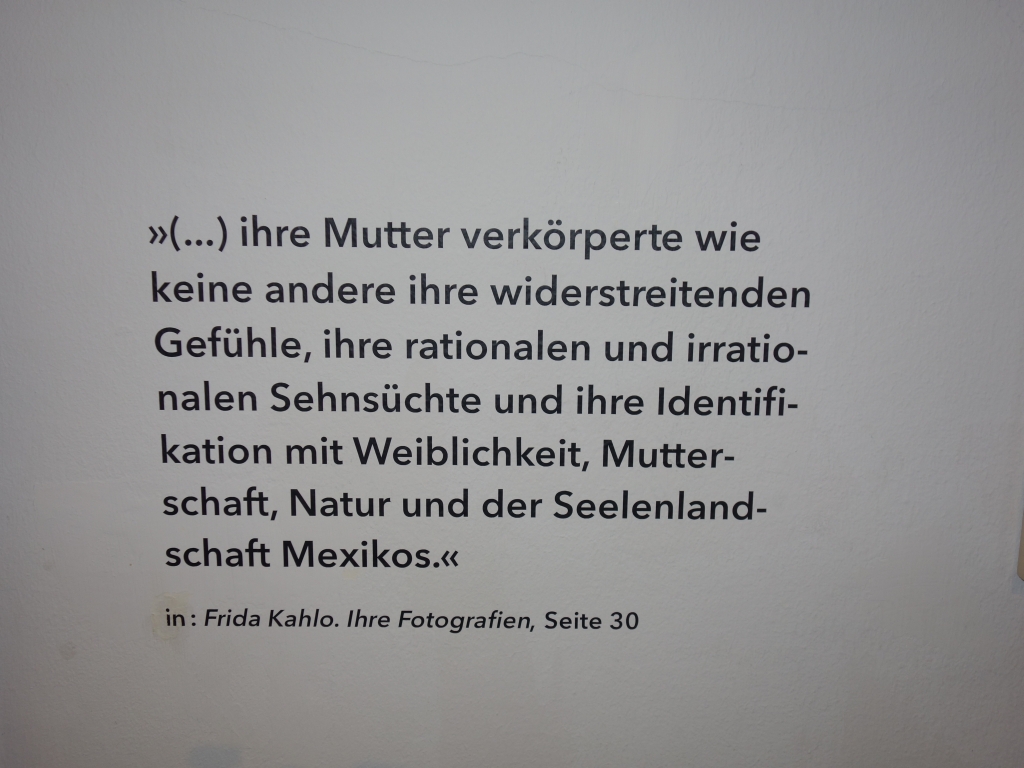 »(...) ihre Mutter verkörperte wie
keine andere ihre widerstreitenden
Gefühle, ihre rationalen und irratio-
nalen Sehnsüchte und ihre Identifi-
kation mit Weiblichkeit, Mutter-
schaft, Natur und der Seelenland-
schaft Mexikos.«
in: Frida Kahlo. Ihre Fotografien, Seite 30